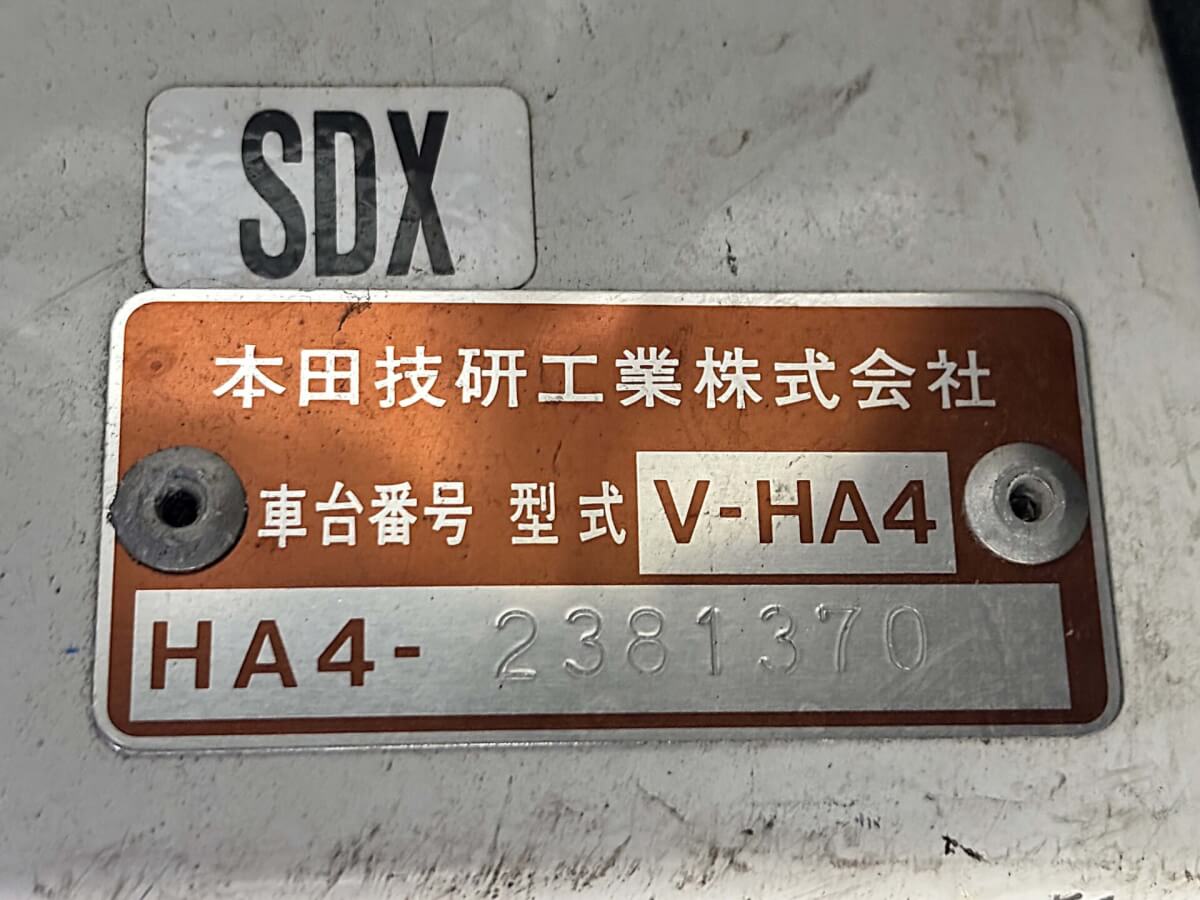 SDX
本田技研工業株式会社
車台番号 型式 V-HA4
HA4- 2381370